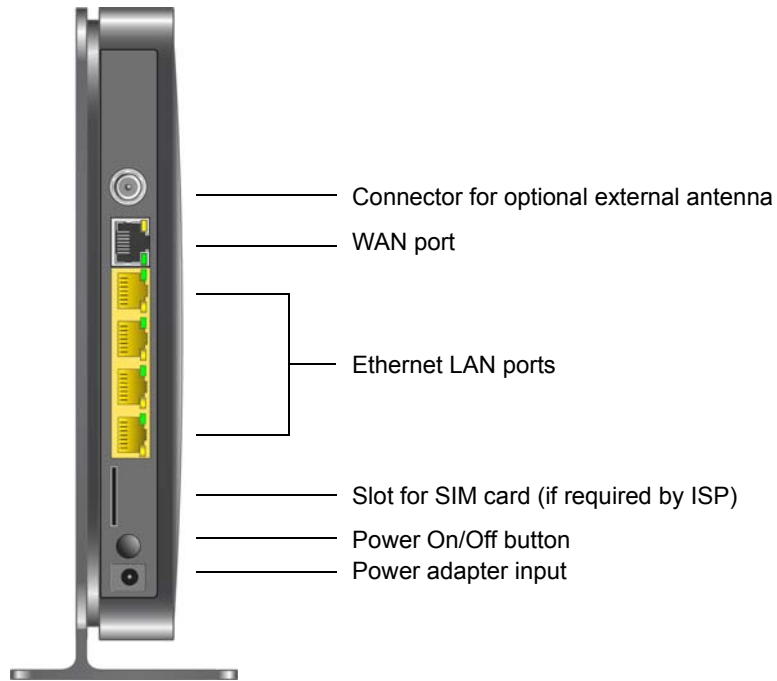 Connector for optional external antenna
WAN port
Ethernet LAN ports
Slot for SIM card (if required by ISP)
Power On/Off button
Power adapter input